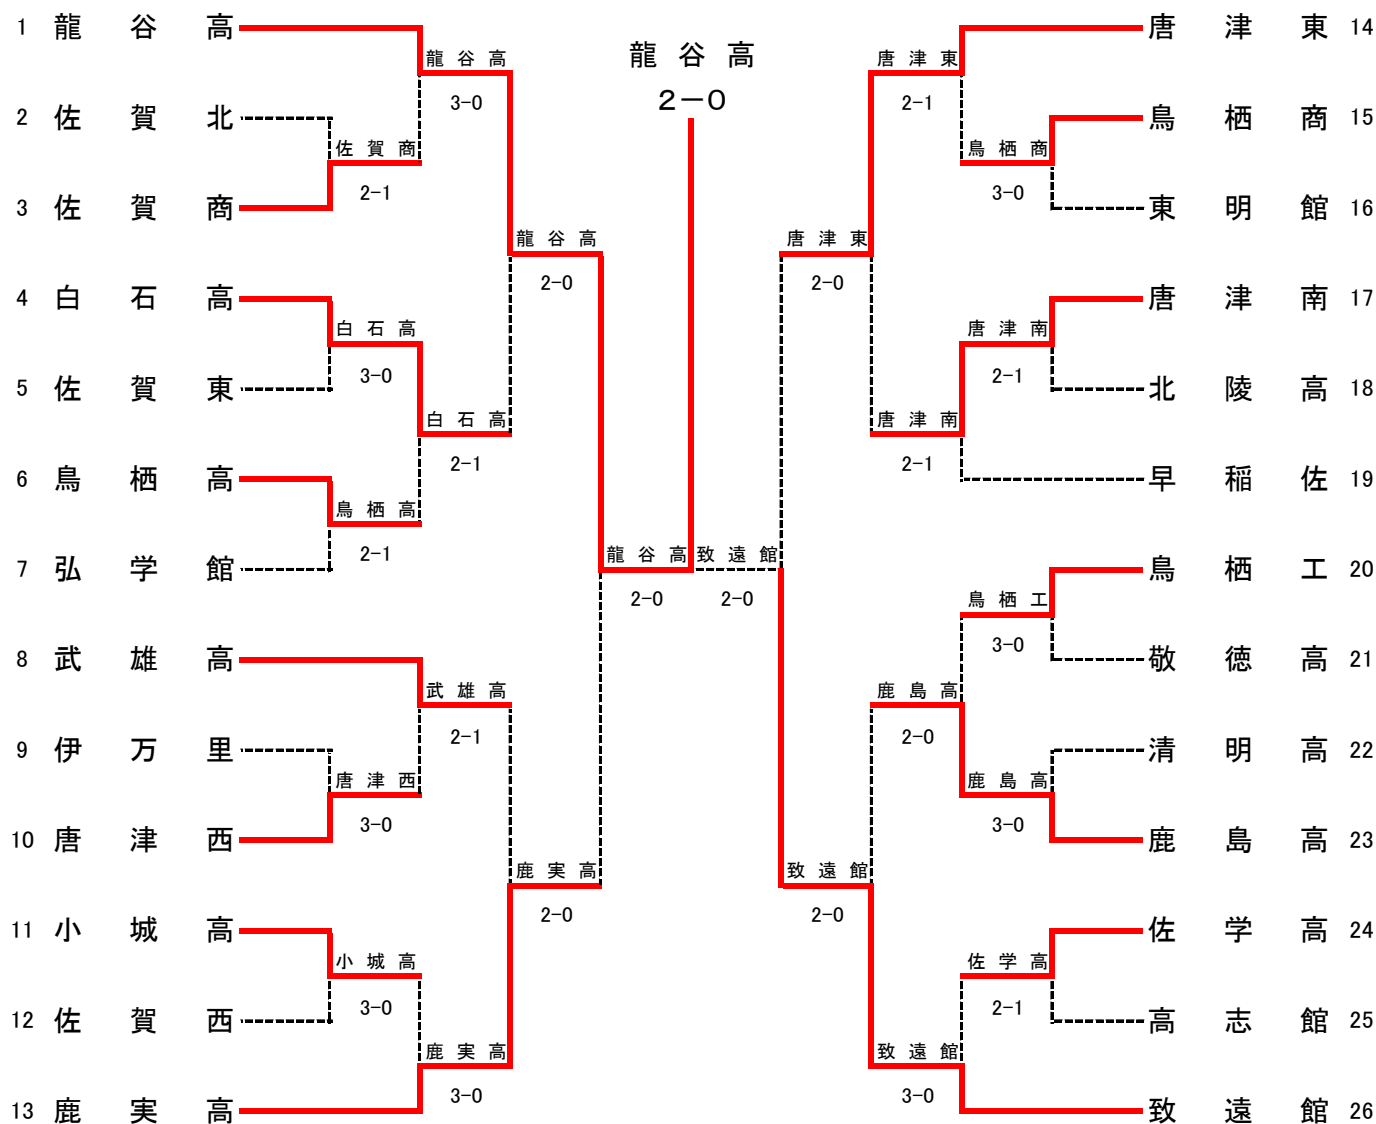 龍谷高
2-0
1 龍谷高
2 佐賀北
3 佐賀商
4 白石高
5 佐賀東
6 鳥栖高
7 弘学館
8 武雄高
9 伊万里
10 唐津西
11 小城高
12 佐賀西
13 鹿実高
佐賀商
2-1
白石高
3-0
鳥栖高
2-1
唐津西
3-0
小城高
3-0
龍谷高
3-0
白石高
2-1
武雄高
2-1
鹿実高
3-0
龍谷高
2-0
鹿実高
2-0
龍谷高
2-0
致遠館
2-0
唐津東
2-0
致遠館
2-0
唐津東
2-1
唐津南
2-1
鹿島高
2-0
致遠館
3-0
鳥栖商
3-0
唐津南
2-1
鳥栖工
3-0
鹿島高
3-0
佐学高
2-1
唐津東 14
鳥栖商 15
東明館 16
唐津南 17
北陵高 18
早稲佐 19
鳥栖工 20
敬徳高 21
清明高 22
鹿島高 23
佐学高 24
高志館 25
致遠館 26